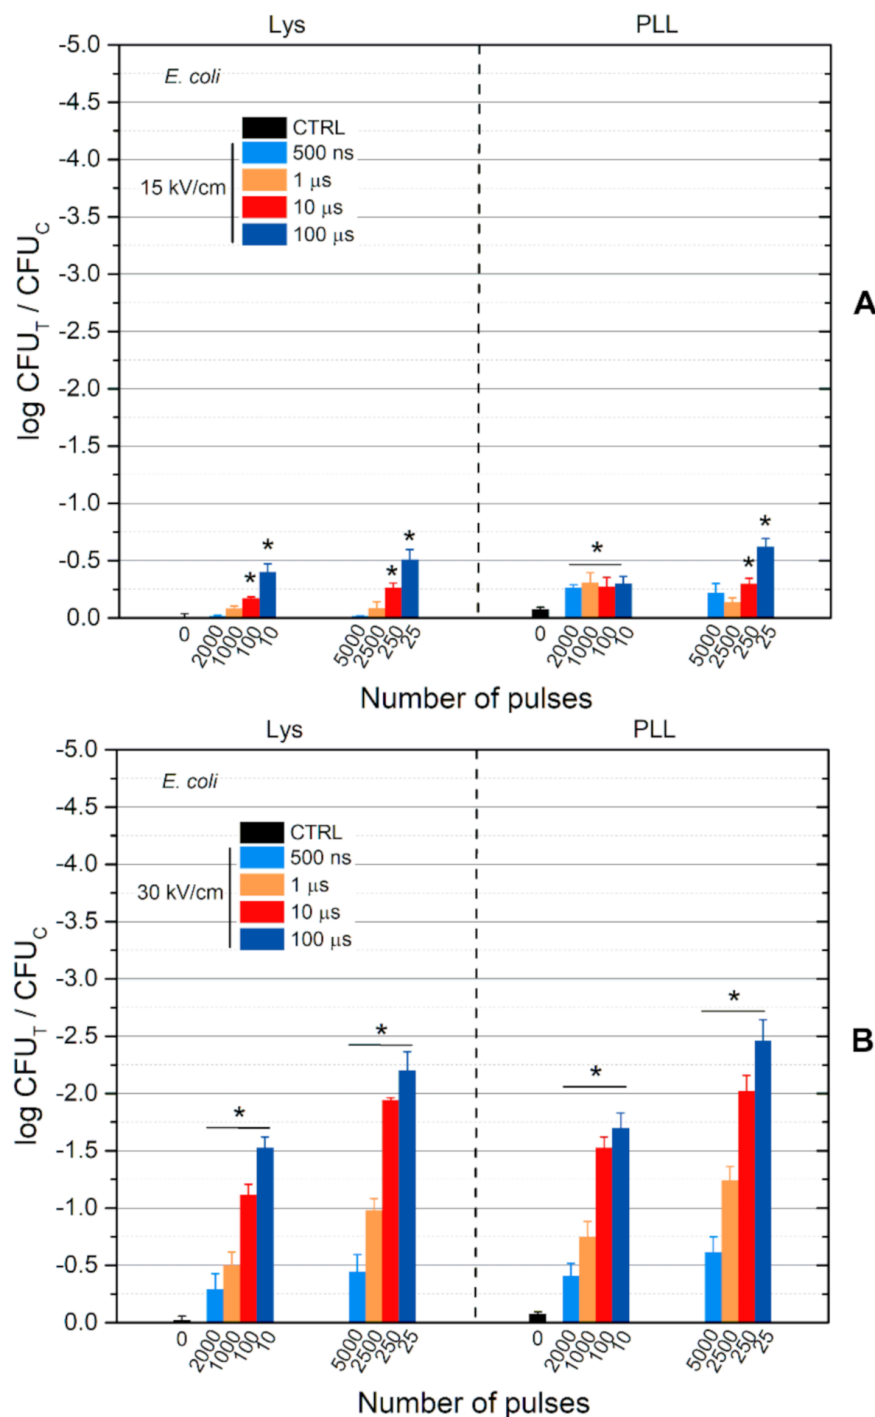 Lys PLL
-5.0
E. coli
-4.5
CTRL
500 ns
-4.0
15 kV/cm
1 μs
-3.5
10 μs
100 μs
-3.0
-2.5
-2.0
-1.5
-1.0
-0.5
0.0
log CFU_T / CFU_C
A
* * * * * * *
0 2000 1000 100 10 5000 2500 250 25 0 2000 1000 100 10 5000 2500 250 25
Number of pulses
Lys PLL
-5.0
E. coli
-4.5
CTRL
500 ns
-4.0
30 kV/cm
1 μs
-3.5
10 μs
100 μs
-3.0
-2.5
-2.0
-1.5
-1.0
-0.5
0.0
log CFU_T / CFU_C
B
* * * *
0 2000 1000 100 10 5000 2500 250 25 0 2000 1000 100 10 5000 2500 250 25
Number of pulses